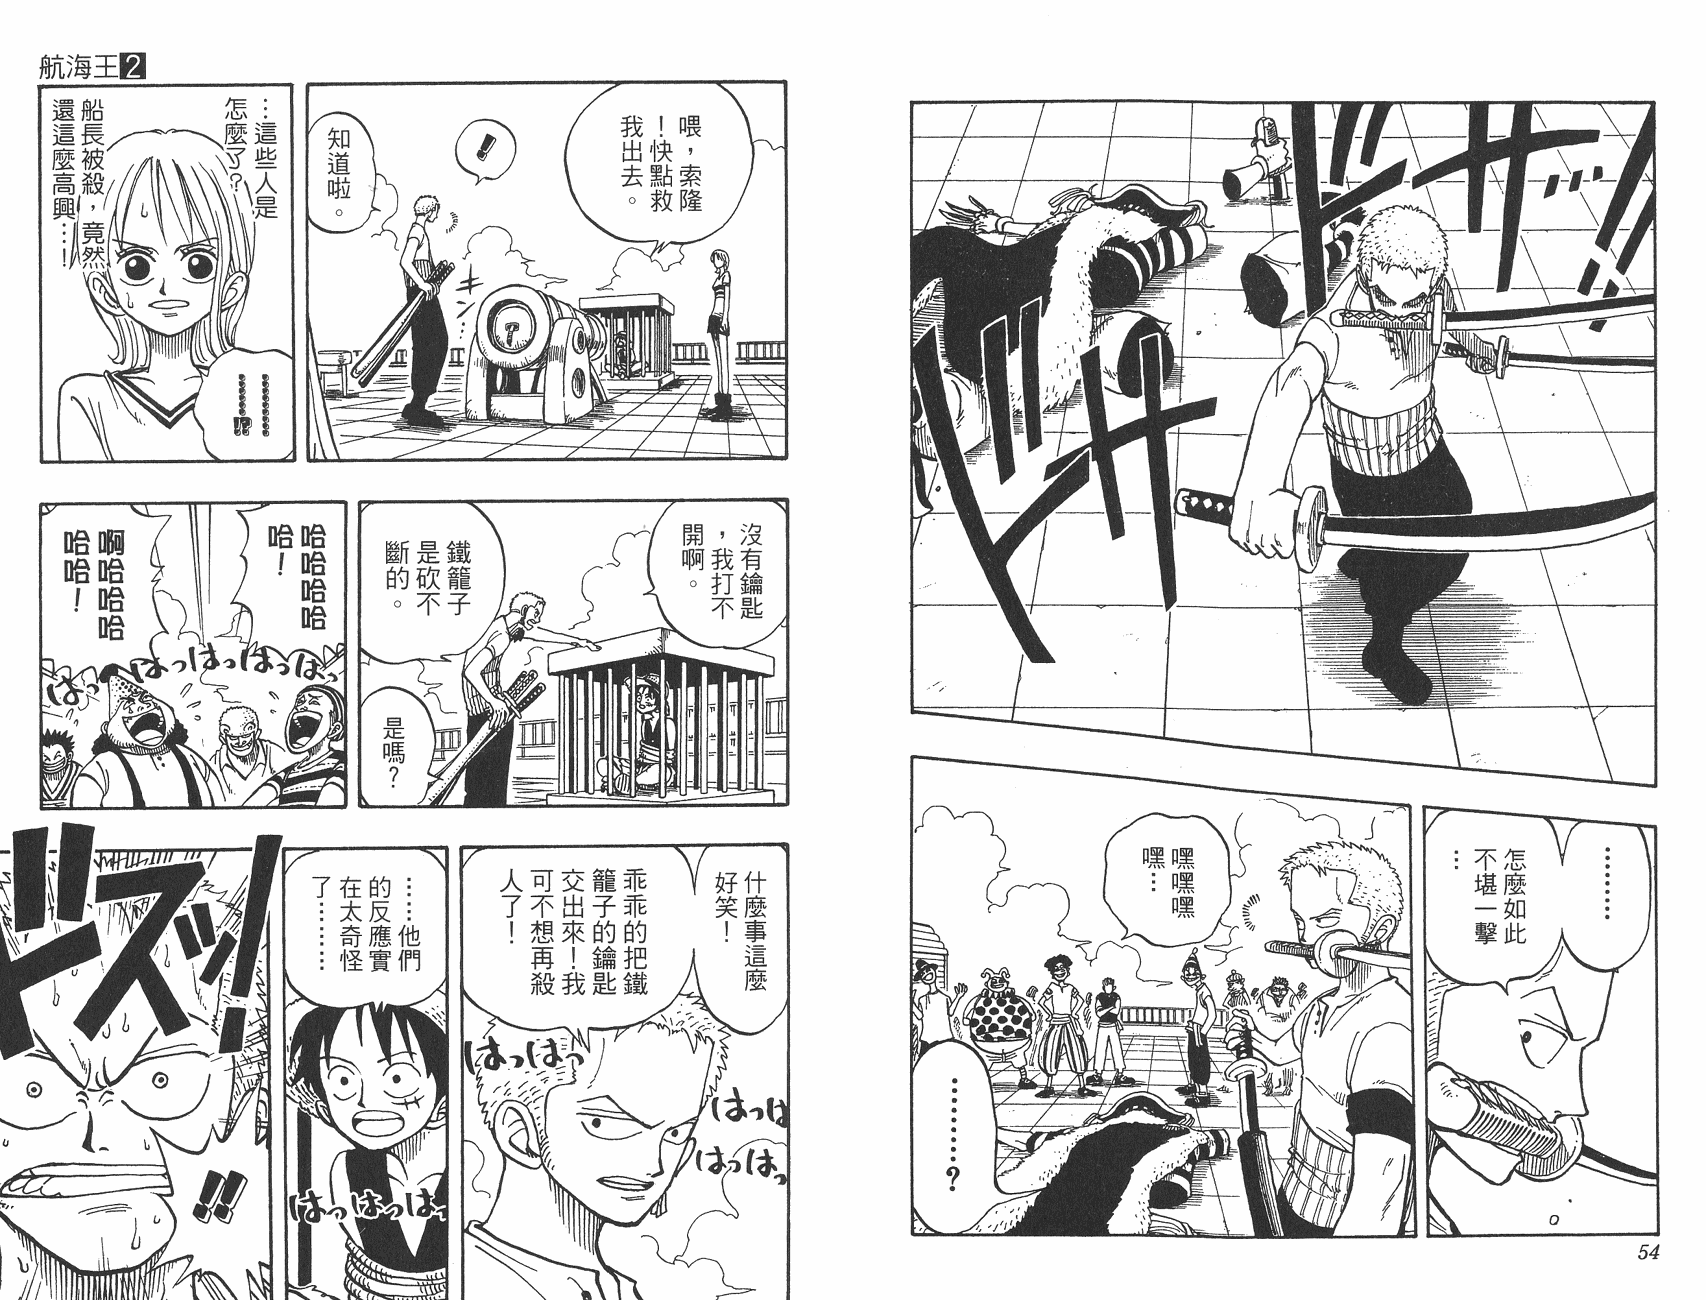 ドサ
ドドサ
………
怎麼如此
不堪一擊
…
嘿嘿嘿
嘿…
………？
54
航海王2
喂，索隆
！快點救
我出去。
！
知道啦。
キン…
…這些人是
怎麼了？
船長被殺，竟然
還這麼高興…！
…………
…………!?
沒有鑰匙
，我打不
開啊。
鐵籠子
是砍不
斷的。
是嗎？
哈哈哈哈
哈！
啊哈哈哈
哈哈！
はっはっはっはっ
什麼事這麼
好笑！
乖乖的把鐵
籠子的鑰匙
交出來！我
可不想再殺
人了！
はっはっ
はっは
はっはっ
……他們
的反應實
在太奇怪
了………
はっはっは
ドスッ！
!!